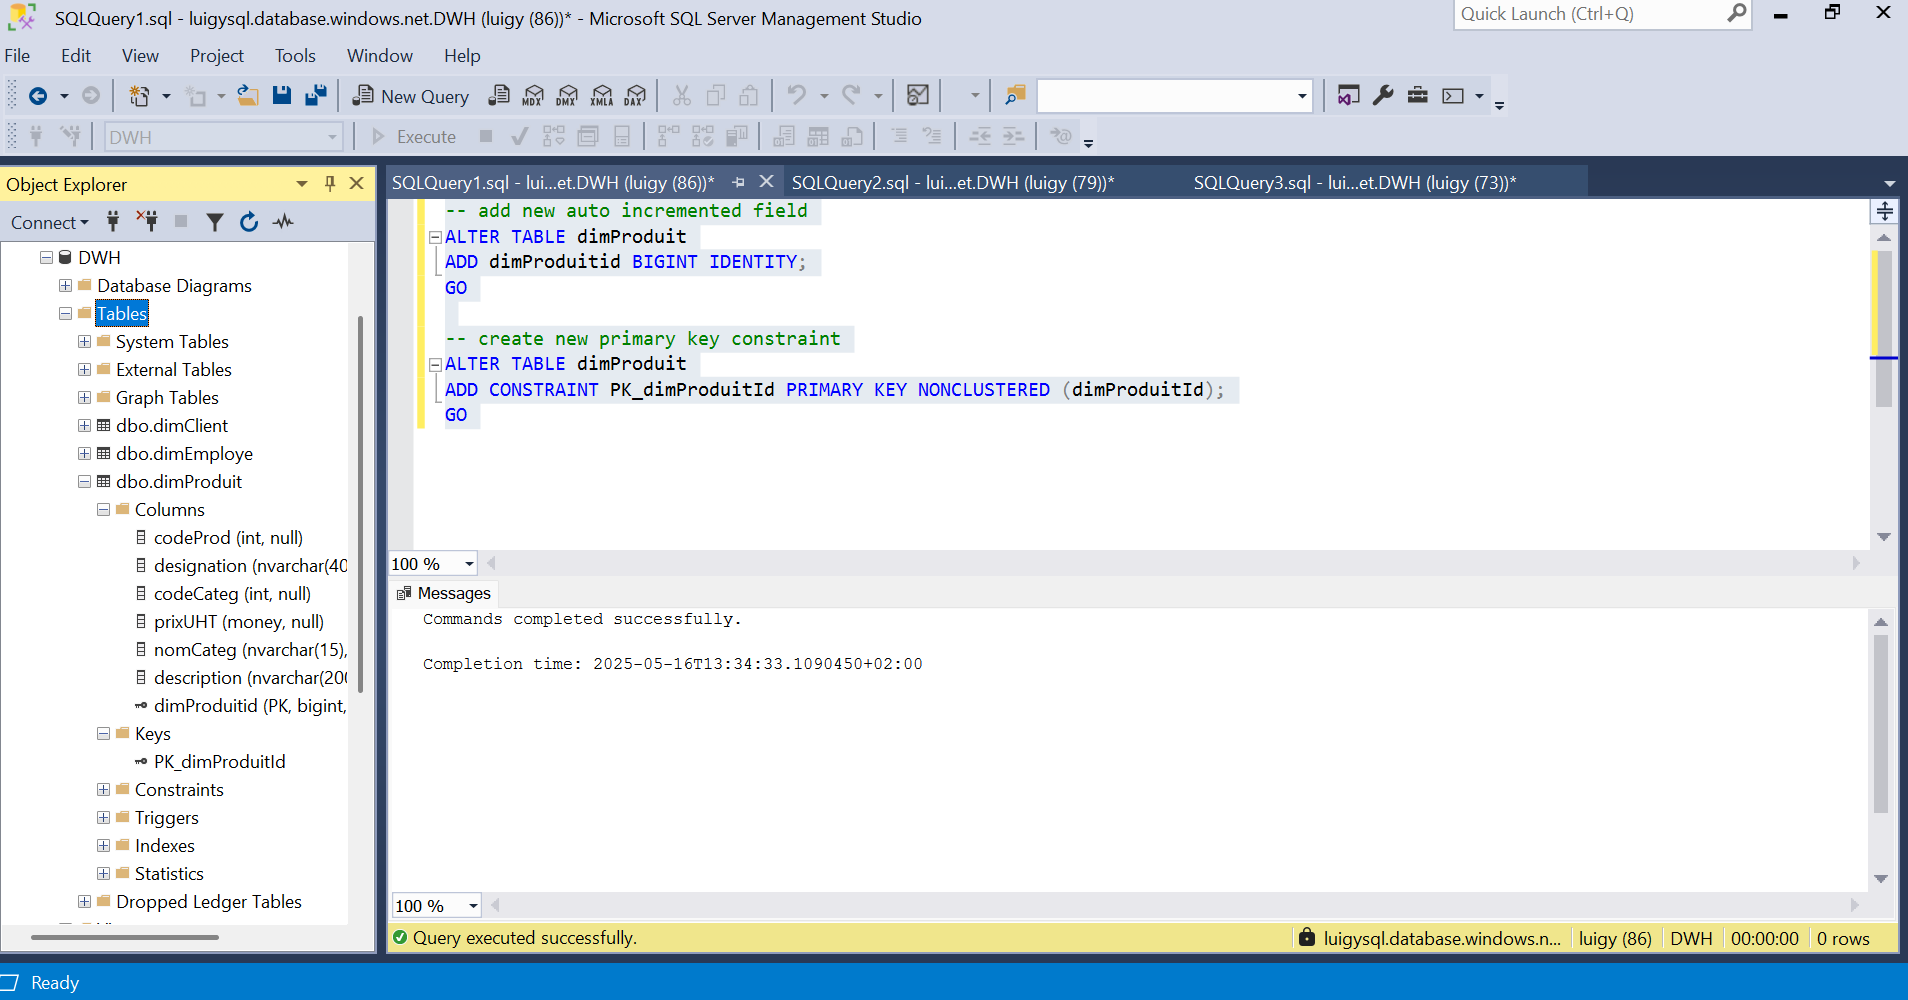 SQLQuery1.sql - luigysql.database.windows.net.DWH (luigy (86))* - Microsoft SQL Server Management Studio
Quick Launch (Ctrl+Q)
File Edit View Project Tools Window Help
New Query MDX DMX XMLA DAX
DWH Execute
Object Explorer
Connect
DWH
Database Diagrams
Tables
System Tables
External Tables
Graph Tables
dbo.dimClient
dbo.dimEmploye
dbo.dimProduit
Columns
codeProd (int, null)
designation (nvarchar(40
codeCateg (int, null)
prixUHT (money, null)
nomCateg (nvarchar(15),
description (nvarchar(200
dimProduitid (PK, bigint,
Keys
PK_dimProduitId
Constraints
Triggers
Indexes
Statistics
Dropped Ledger Tables
SQLQuery1.sql - lui...et.DWH (luigy (86))* SQLQuery2.sql - lui...et.DWH (luigy (79))* SQLQuery3.sql - lui...et.DWH (luigy (73))*
-- add new auto incremented field
ALTER TABLE dimProduit
ADD dimProduitid BIGINT IDENTITY;
GO
-- create new primary key constraint
ALTER TABLE dimProduit
ADD CONSTRAINT PK_dimProduitId PRIMARY KEY NONCLUSTERED (dimProduitId);
GO
100 %
Messages
Commands completed successfully.
Completion time: 2025-05-16T13:34:33.1090450+02:00
100 %
Query executed successfully. luigysql.database.windows.n... luigy (86) DWH 00:00:00 0 rows
Ready